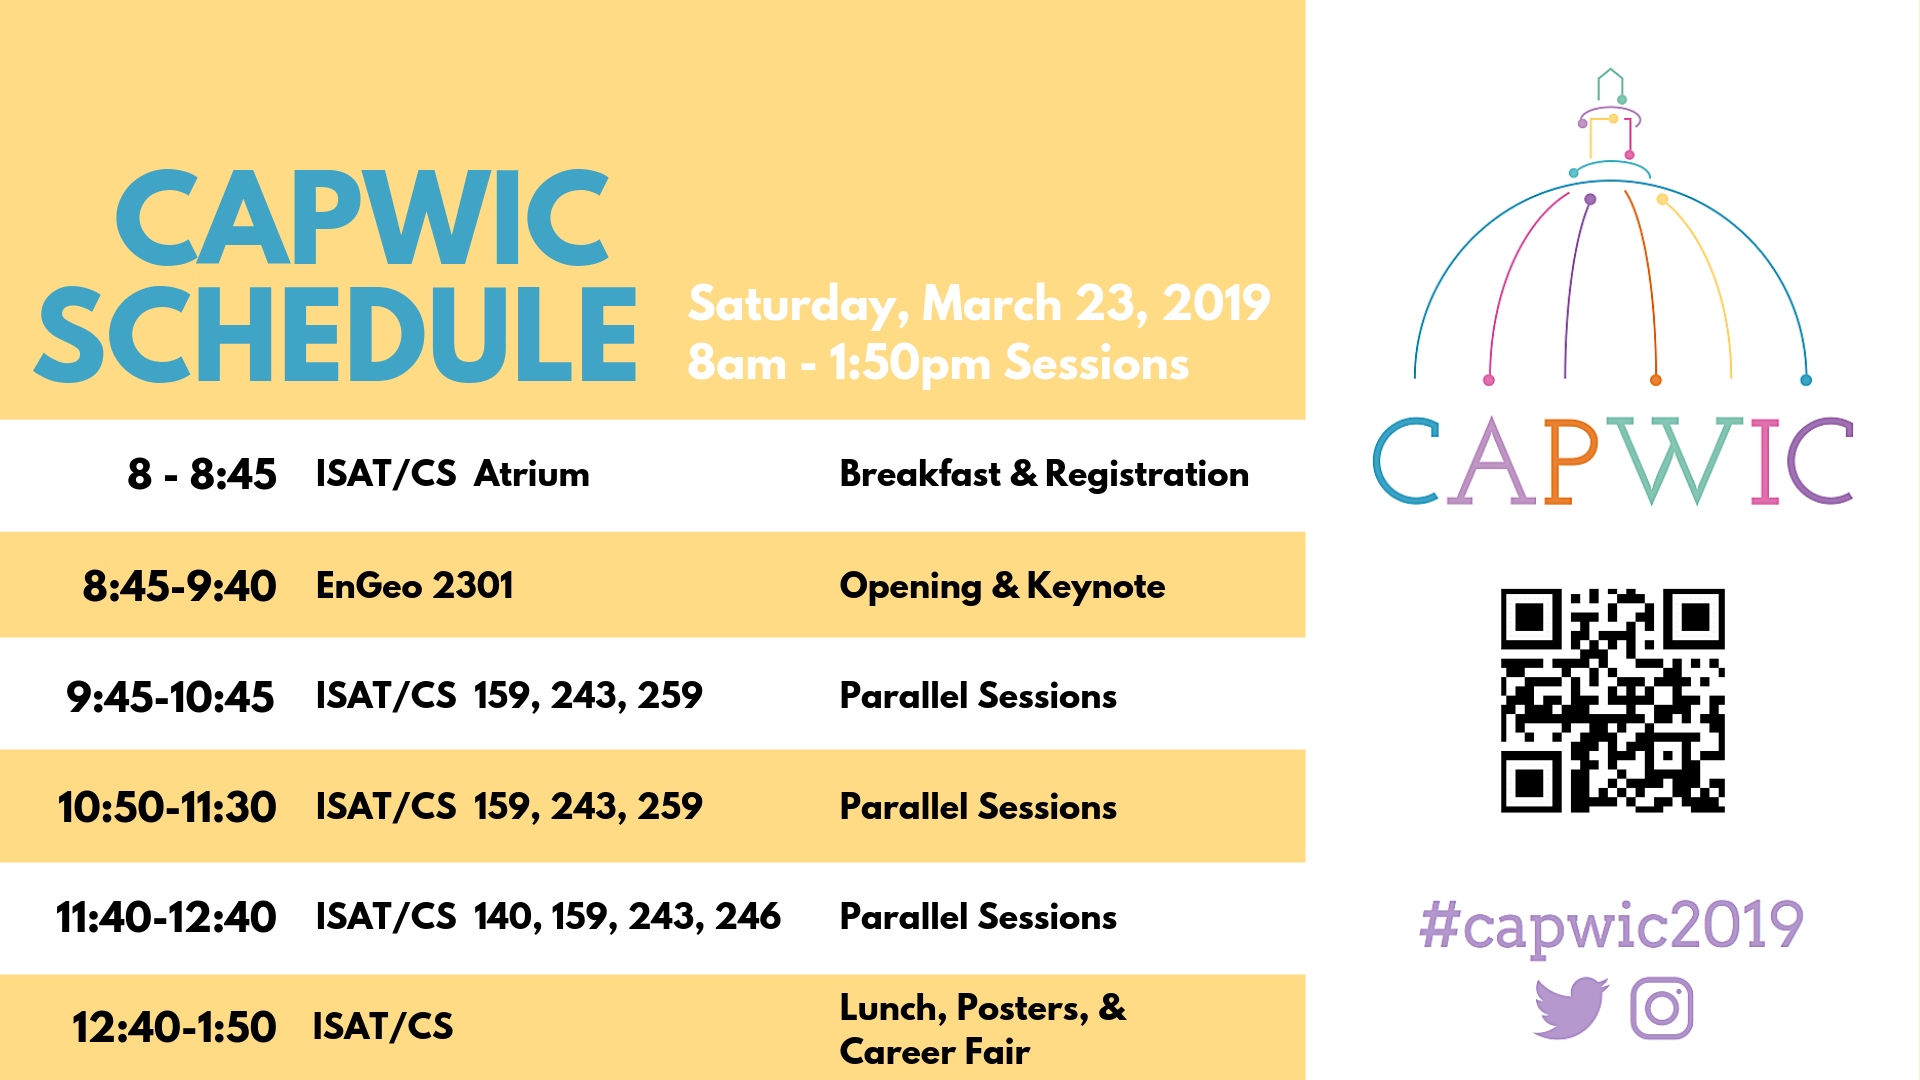 CAPWIC
SCHEDULE
Saturday, March 23, 2019
8am - 1:50pm Sessions
8 - 8:45 ISAT/CS Atrium Breakfast & Registration
8:45-9:40 EnGeo 2301 Opening & Keynote
9:45-10:45 ISAT/CS 159, 243, 259 Parallel Sessions
10:50-11:30 ISAT/CS 159, 243, 259 Parallel Sessions
11:40-12:40 ISAT/CS 140, 159, 243, 246 Parallel Sessions
12:40-1:50 ISAT/CS Lunch, Posters, &
Career Fair
CAPWIC
#capwic2019